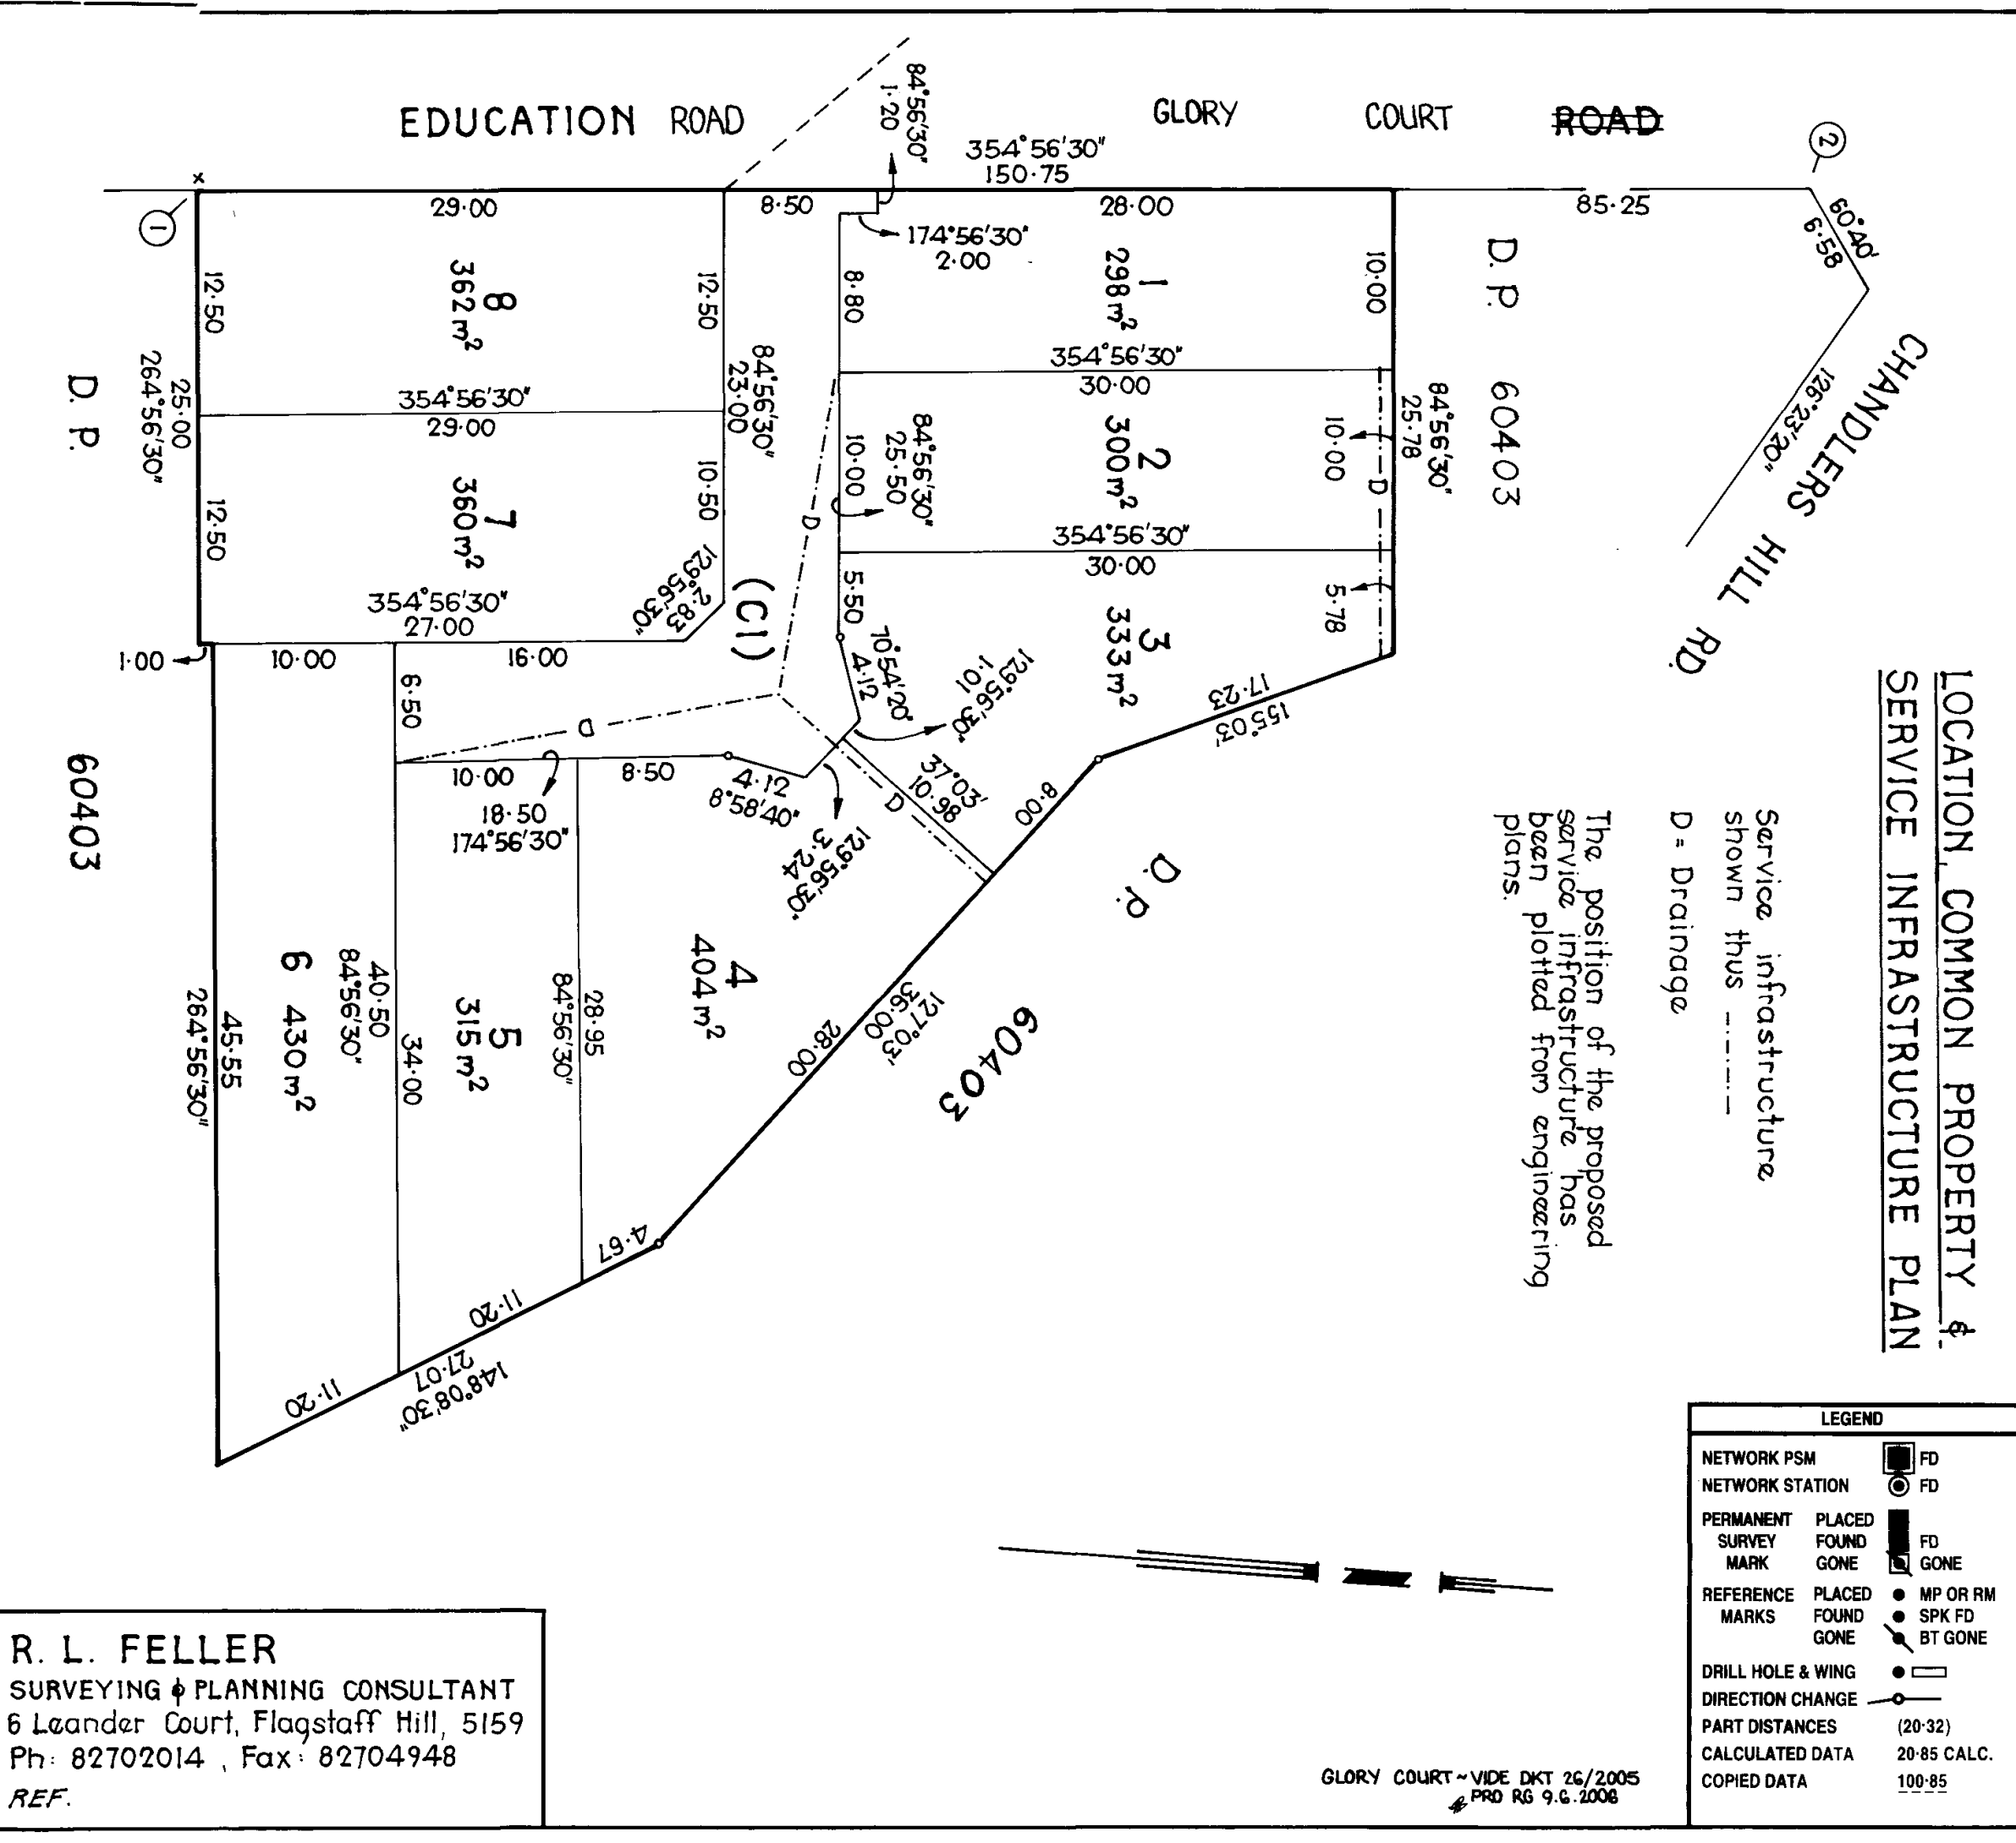 EDUCATION ROAD
GLORY COURT ROAD
84°56'30"
1·20
354°56'30"
150·75
2
1
29·00
8·50
28·00
85·25
60°40'
6·58
126°23'20"
CHANDLERS HILL RD.
174°56'30"
2·00
12·50
8
362m²
12·50
8·80
1
298m²
10·00
D. P. 60403
354°56'30"
29·00
84°56'30"
23·00
354°56'30"
30·00
84°56'30"
25·78
25·00
264°56'30"
D. P. 60403
12·50
7
360m²
10·50
129°56'30"
2·83
10·00
84°56'30"
25·50
2
300m²
10·00
D
D
354°56'30"
30·00
354°56'30"
27·00
(C1)
5·50
3
333m²
5·78
70°54'20"
4·12
129°56'30"
1·01
17·23
155°03'
1·00
10·00
16·00
6·50
D
10·00
8·50
18·50
174°56'30"
4·12
8°58'40"
129°56'30"
3·24
37°03'
10·98
D
8·00
D. P.
60403
127°03'
36·00
28·00
6 430m²
40·50
84°56'30"
34·00
5
315m²
28·95
84°56'30"
4
404m²
45·55
264°56'30"
4·67
11·20
11·20
27·07
148°08'30"
LOCATION, COMMON PROPERTY &
SERVICE INFRASTRUCTURE PLAN
Service infrastructure
shown thus
D = Drainage
The position of the proposed
service infrastructure has
been plotted from engineering
plans.
LEGEND
NETWORK PSM FD
NETWORK STATION FD
PERMANENT PLACED
SURVEY FOUND FD
MARK GONE GONE
REFERENCE PLACED MP OR RM
MARKS FOUND SPK FD
GONE BT GONE
DRILL HOLE & WING
DIRECTION CHANGE
PART DISTANCES (20·32)
CALCULATED DATA 20·85 CALC.
COPIED DATA 100·85
R. L. FELLER
SURVEYING & PLANNING CONSULTANT
6 Leander Court, Flagstaff Hill, 5159
Ph: 82702014 , Fax: 82704948
REF.
GLORY COURT ~ VIDE DKT 26/2005
PRO RG 9.6.2006